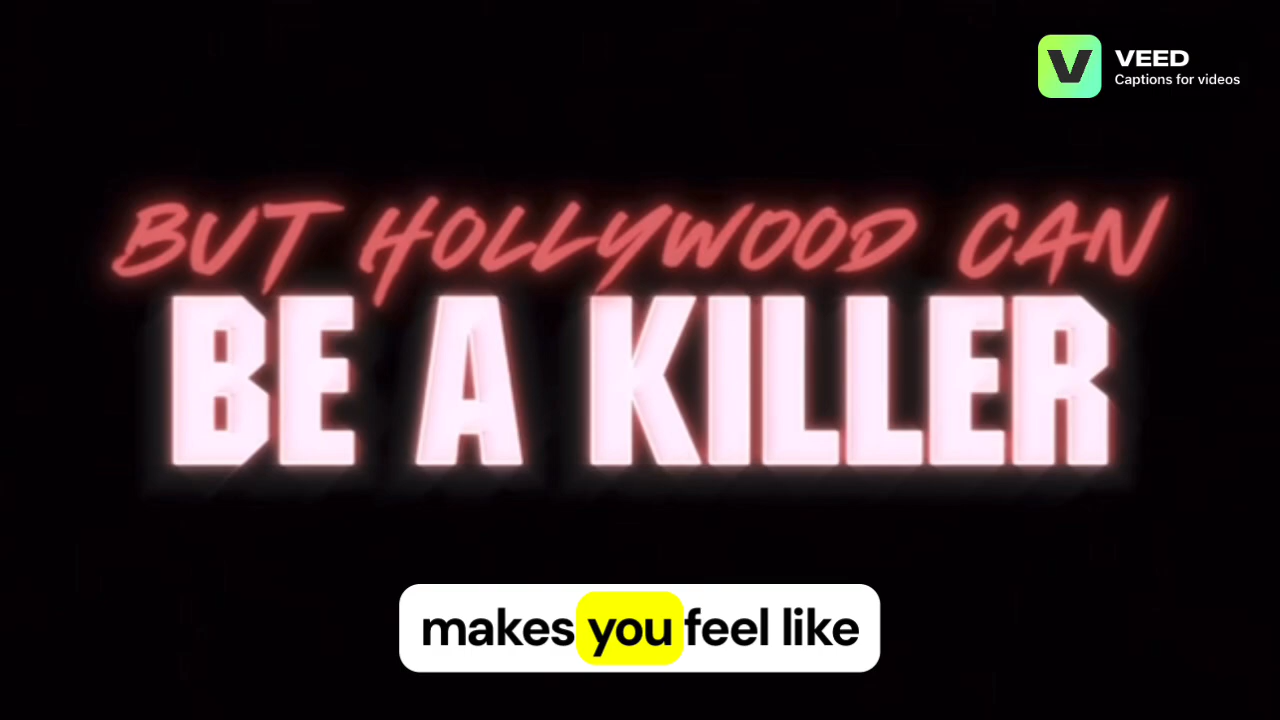 VEED
Captions for videos
BUT HOLLYWOOD CAN
BE A KILLER
makes you feel like